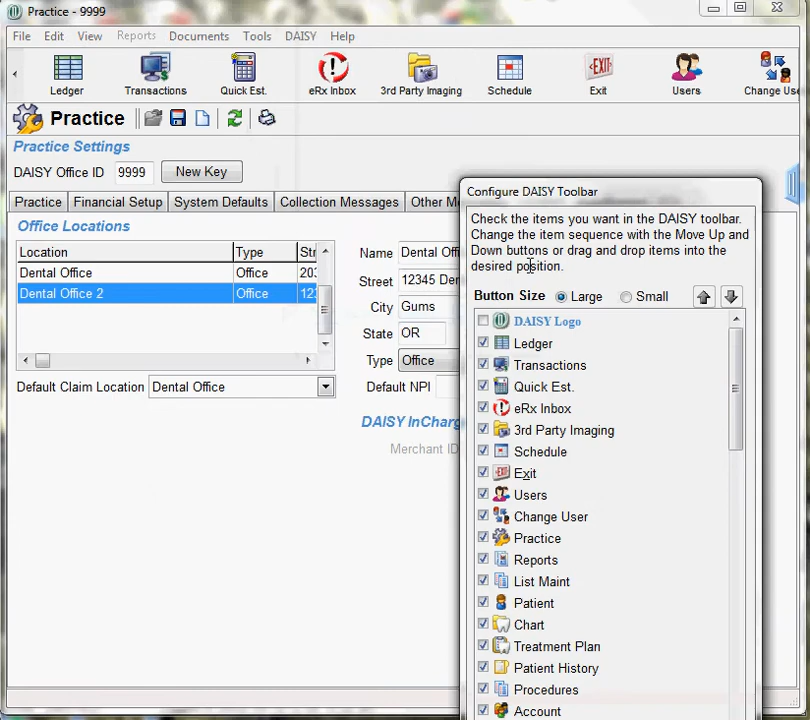 Practice - 9999
File Edit View Reports Documents Tools DAISY Help
Ledger Transactions Quick Est. eRx Inbox 3rd Party Imaging Schedule Exit Users Change Use
EXIT
Practice
Practice Settings
DAISY Office ID 9999 New Key
Practice Financial Setup System Defaults Collection Messages Other Me
Office Locations
Location Type Str
Dental Office Office 203
Dental Office 2 Office 123
Default Claim Location Dental Office
Name Dental Offi
Street 12345 Den
City Gums
State OR
Type Office
Default NPI
DAISY InCharg
Merchant ID
Configure DAISY Toolbar
Check the items you want in the DAISY toolbar.
Change the item sequence with the Move Up and
Down buttons or drag and drop items into the
desired position.
Button Size Large Small
DAISY Logo
Ledger
Transactions
Quick Est.
eRx Inbox
3rd Party Imaging
Schedule
Exit
Users
Change User
Practice
Reports
List Maint
Patient
Chart
Treatment Plan
Patient History
Procedures
Account